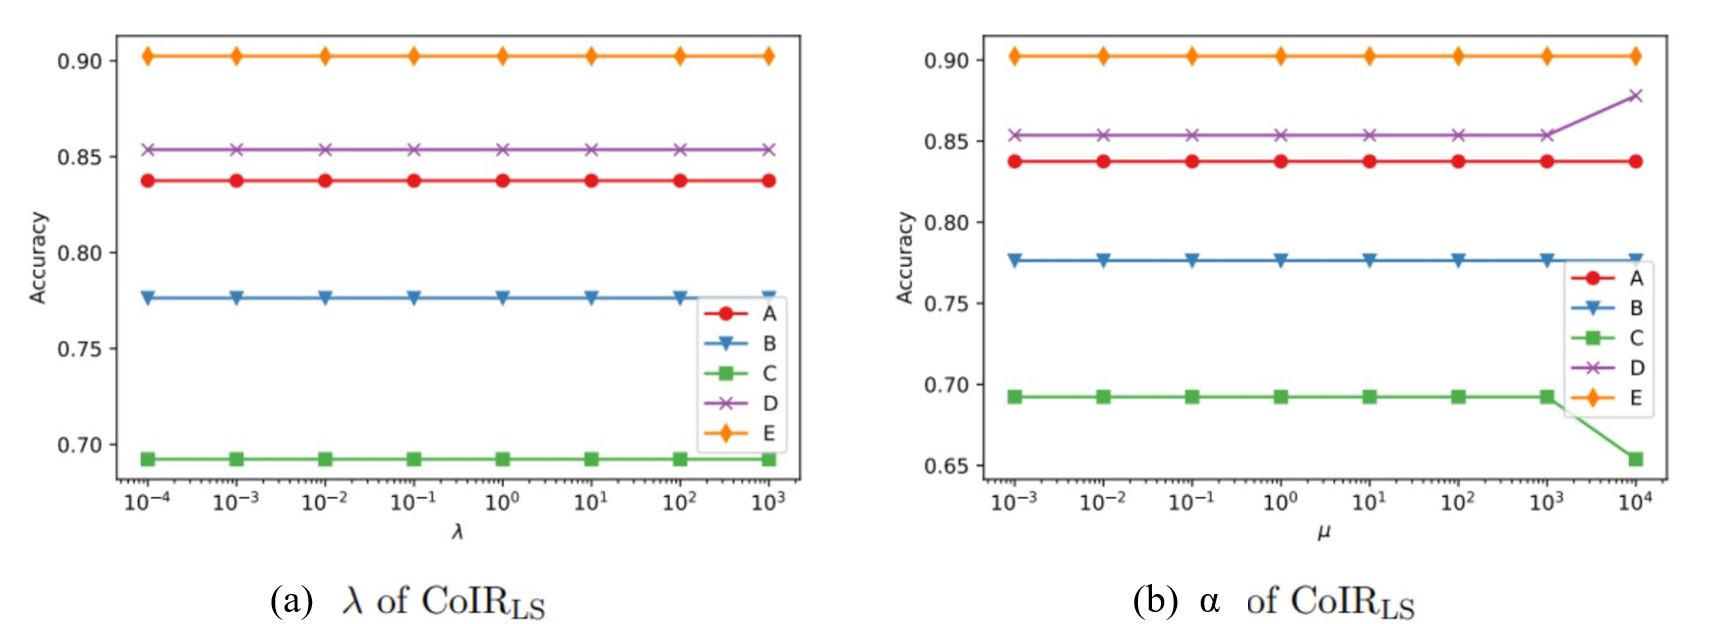 0.90
0.85
0.80
0.75
0.70
Accuracy
10⁻⁴ 10⁻³ 10⁻² 10⁻¹ 10⁰ 10¹ 10² 10³
λ
A
B
C
D
E
(a) λ of CoIR_LS
0.90
0.85
0.80
0.75
0.70
0.65
Accuracy
10⁻³ 10⁻² 10⁻¹ 10⁰ 10¹ 10² 10³ 10⁴
μ
A
B
C
D
E
(b) α of CoIR_LS